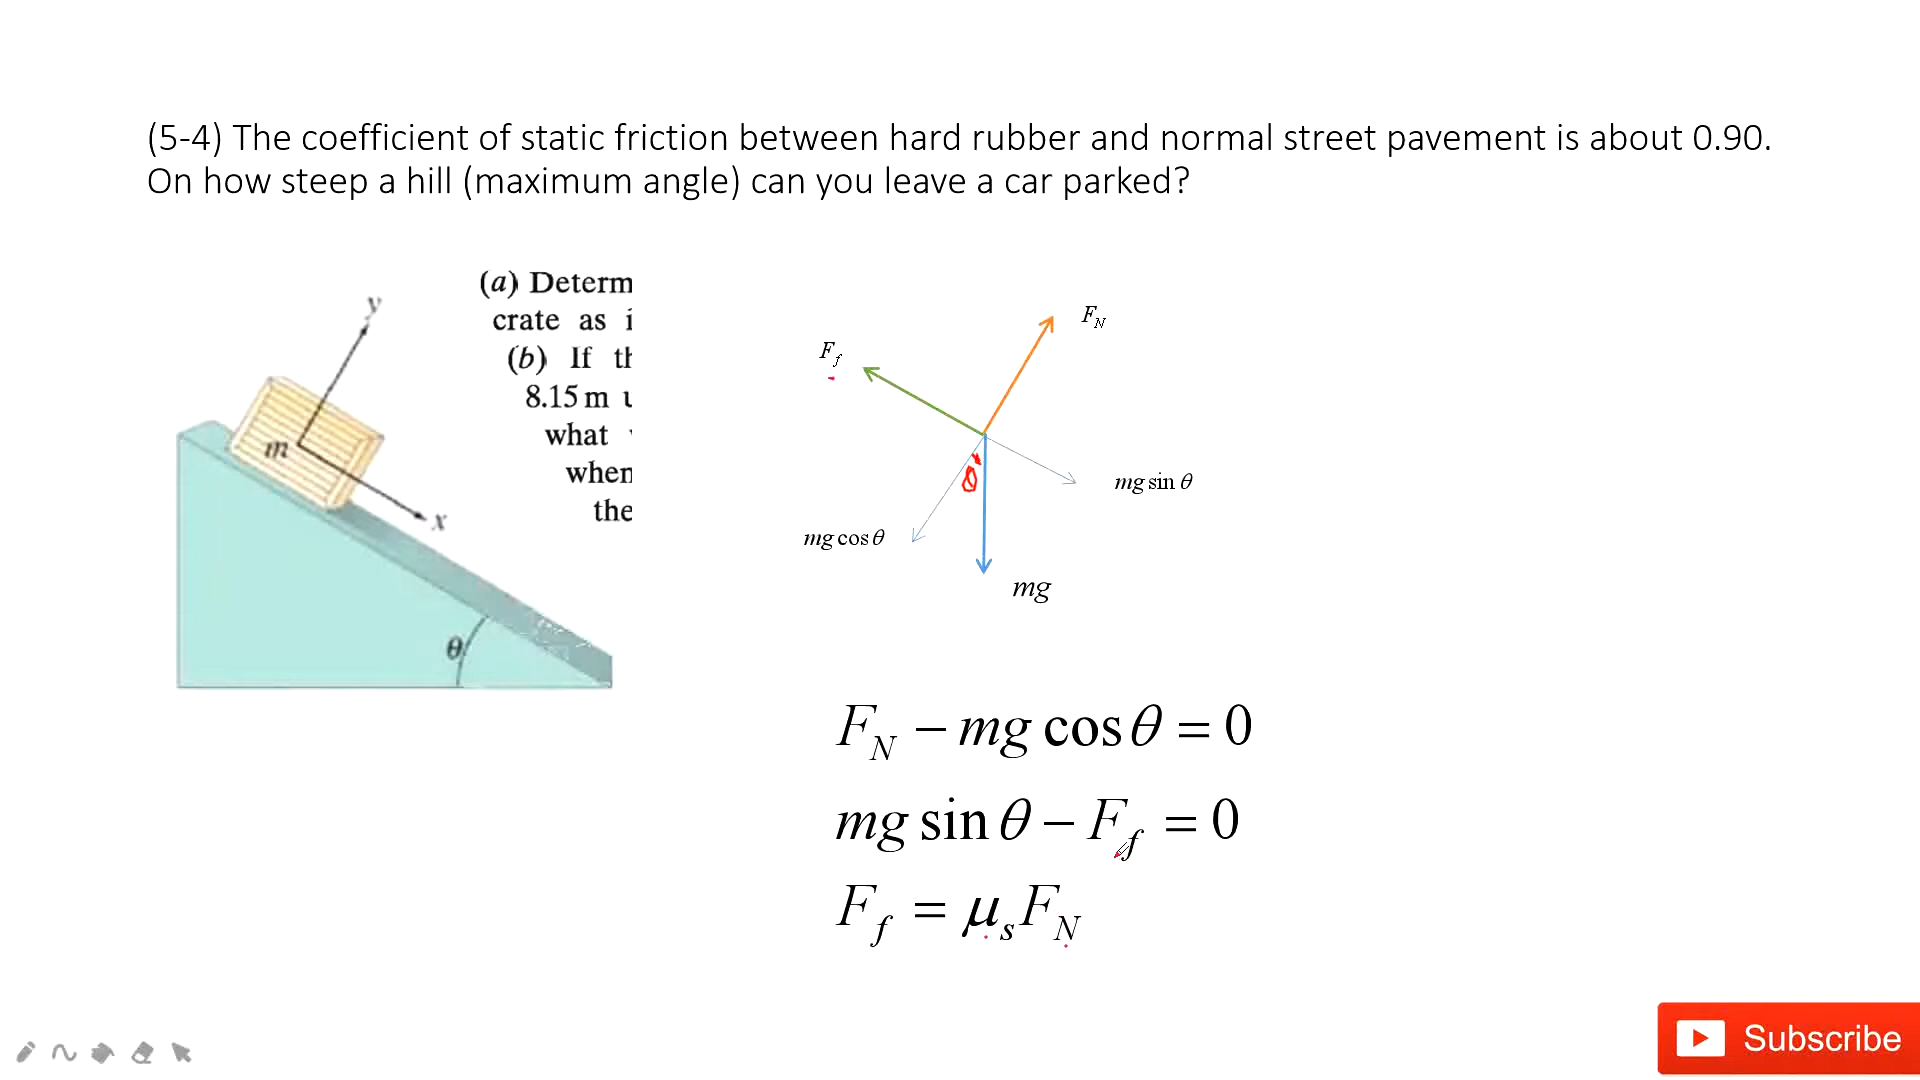 (5-4) The coefficient of static friction between hard rubber and normal street pavement is about 0.90.
On how steep a hill (maximum angle) can you leave a car parked?
(a) Determ
crate as i
(b) If th
8.15 m u
what
when
the
y
m
x
θ
F_N
F_f
θ
mg sin θ
mg cos θ
mg
F_N − mg cos θ = 0
mg sin θ − F_f = 0
F_f = μ_s F_N
Subscribe